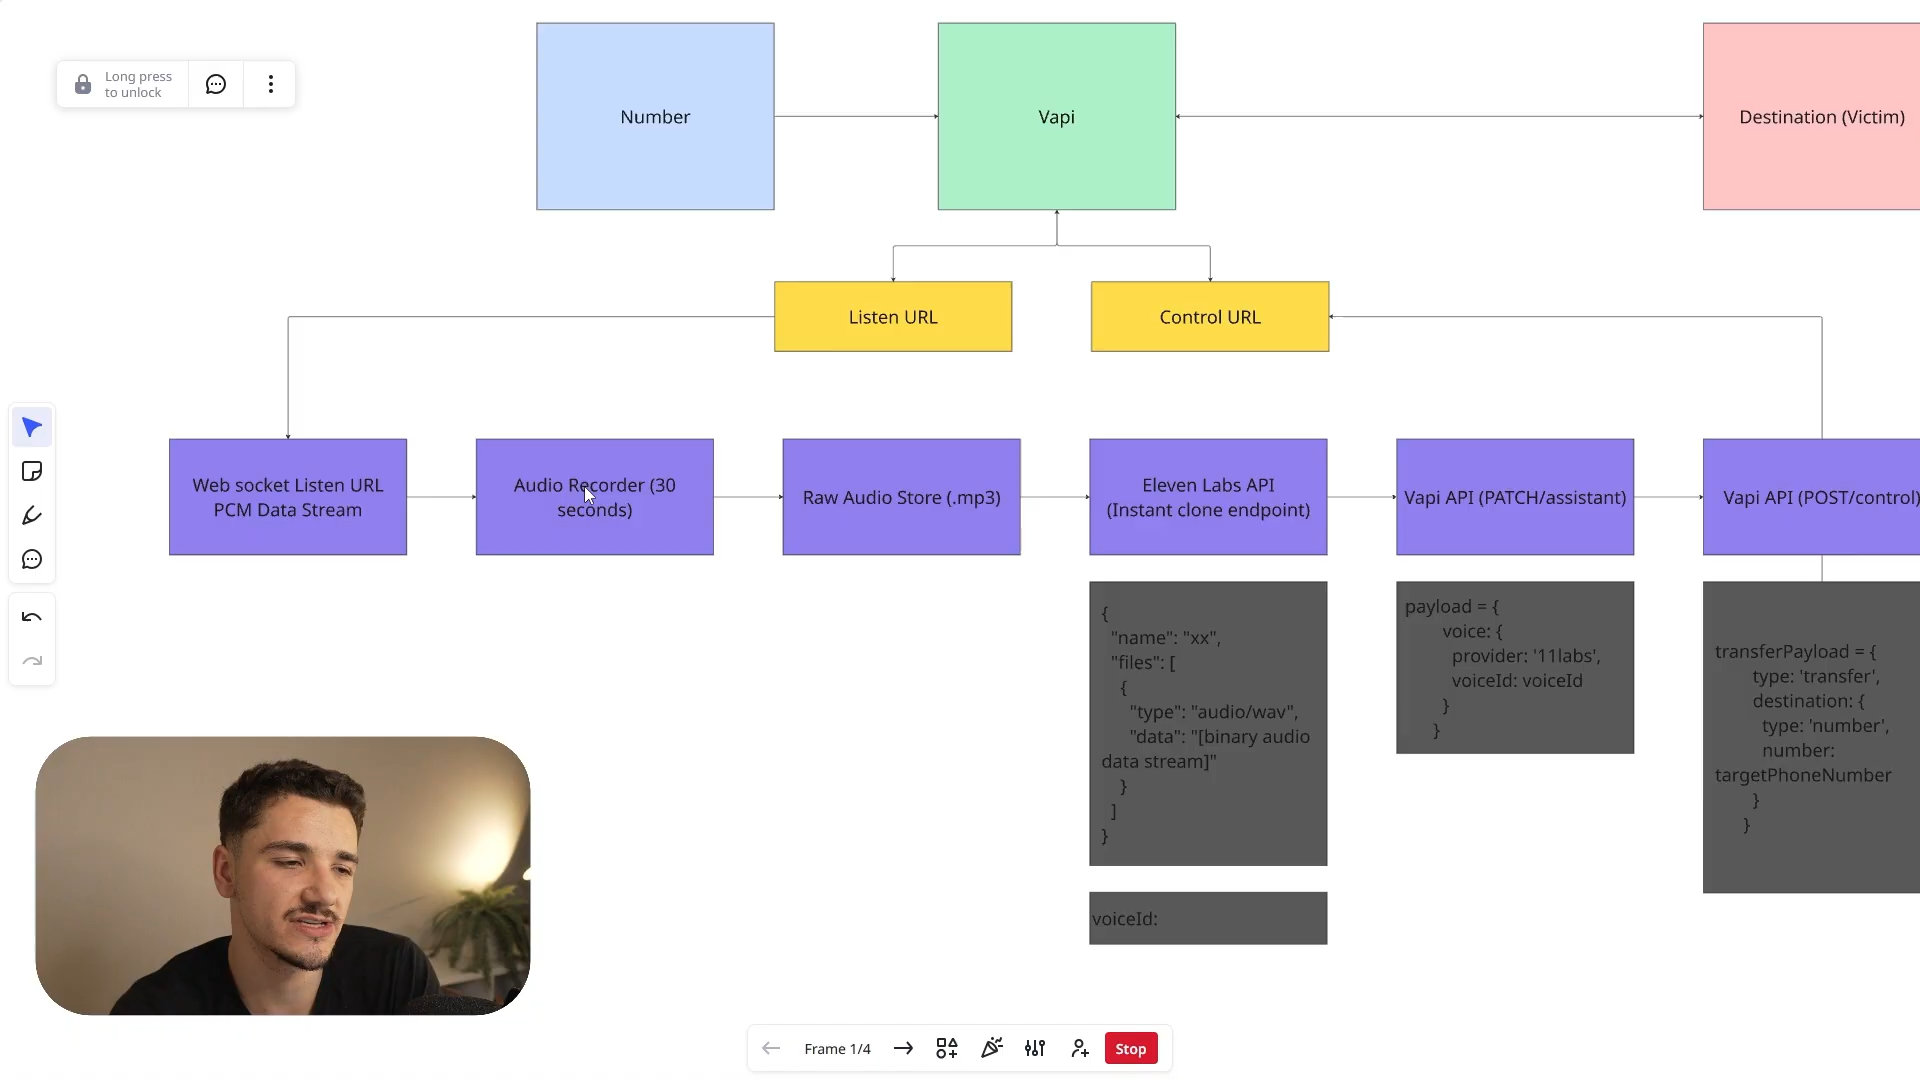 Long press
to unlock
Number
Vapi
Destination (Victim)
Listen URL
Control URL
Web socket Listen URL
PCM Data Stream
Audio Recorder (30
seconds)
Raw Audio Store (.mp3)
Eleven Labs API
(Instant clone endpoint)
Vapi API (PATCH/assistant)
Vapi API (POST/control)
{
"name": "xx",
"files": [
{
"type": "audio/wav",
"data": "[binary audio
data stream]"
}
]
}
payload = {
voice: {
provider: '11labs',
voiceId: voiceId
}
}
transferPayload = {
type: 'transfer',
destination: {
type: 'number',
number:
targetPhoneNumber
}
}
voiceId:
Frame 1/4
Stop